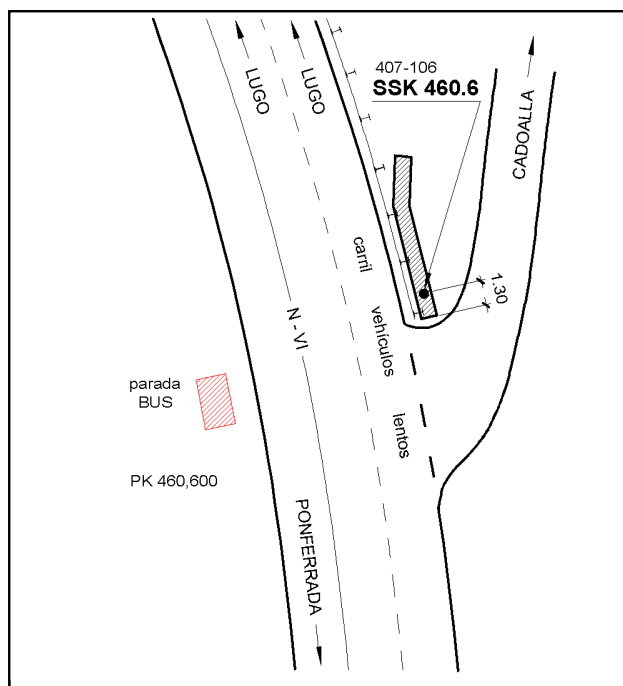 407-106
SSK 460.6
LUGO
LUGO
CADOALLA
1.30
carril
vehículos
lentos
N - VI
parada
BUS
PK 460,600
PONFERRADA